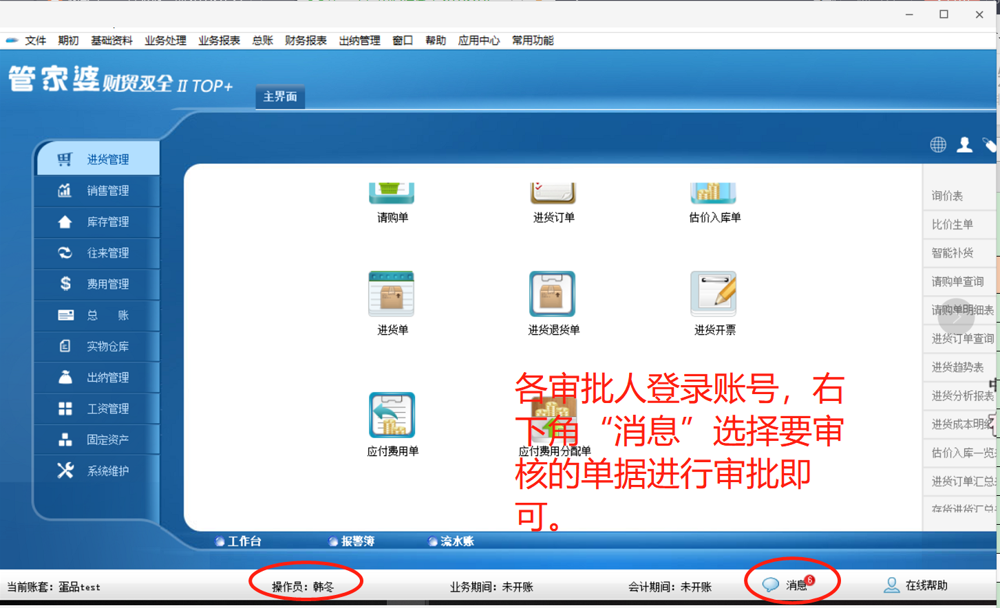 文件 期初 基础资料 业务处理 业务报表 总账 财务报表 出纳管理 窗口 帮助 应用中心 常用功能
管家婆 财贸双全 II TOP+
主界面
进货管理
销售管理
库存管理
往来管理
费用管理
总 账
实物仓库
出纳管理
工资管理
固定资产
系统维护
请购单 进货订单 估价入库单
进货单 进货退货单 进货开票
应付费用单 应付费用分配单
各审批人登录账号，右
下角“消息”选择要审
核的单据进行审批即
可。
询价表
比价生单
智能补货
请购单查询
请购单明细表
进货订单查询
进货趋势表
进货分析报表
进货成本明细
估价入库一览
进货订单汇总
存货进货汇总
工作台 报警簿 流水账
当前账套：蛋品test 操作员：韩冬 业务期间：未开账 会计期间：未开账 消息 6 在线帮助